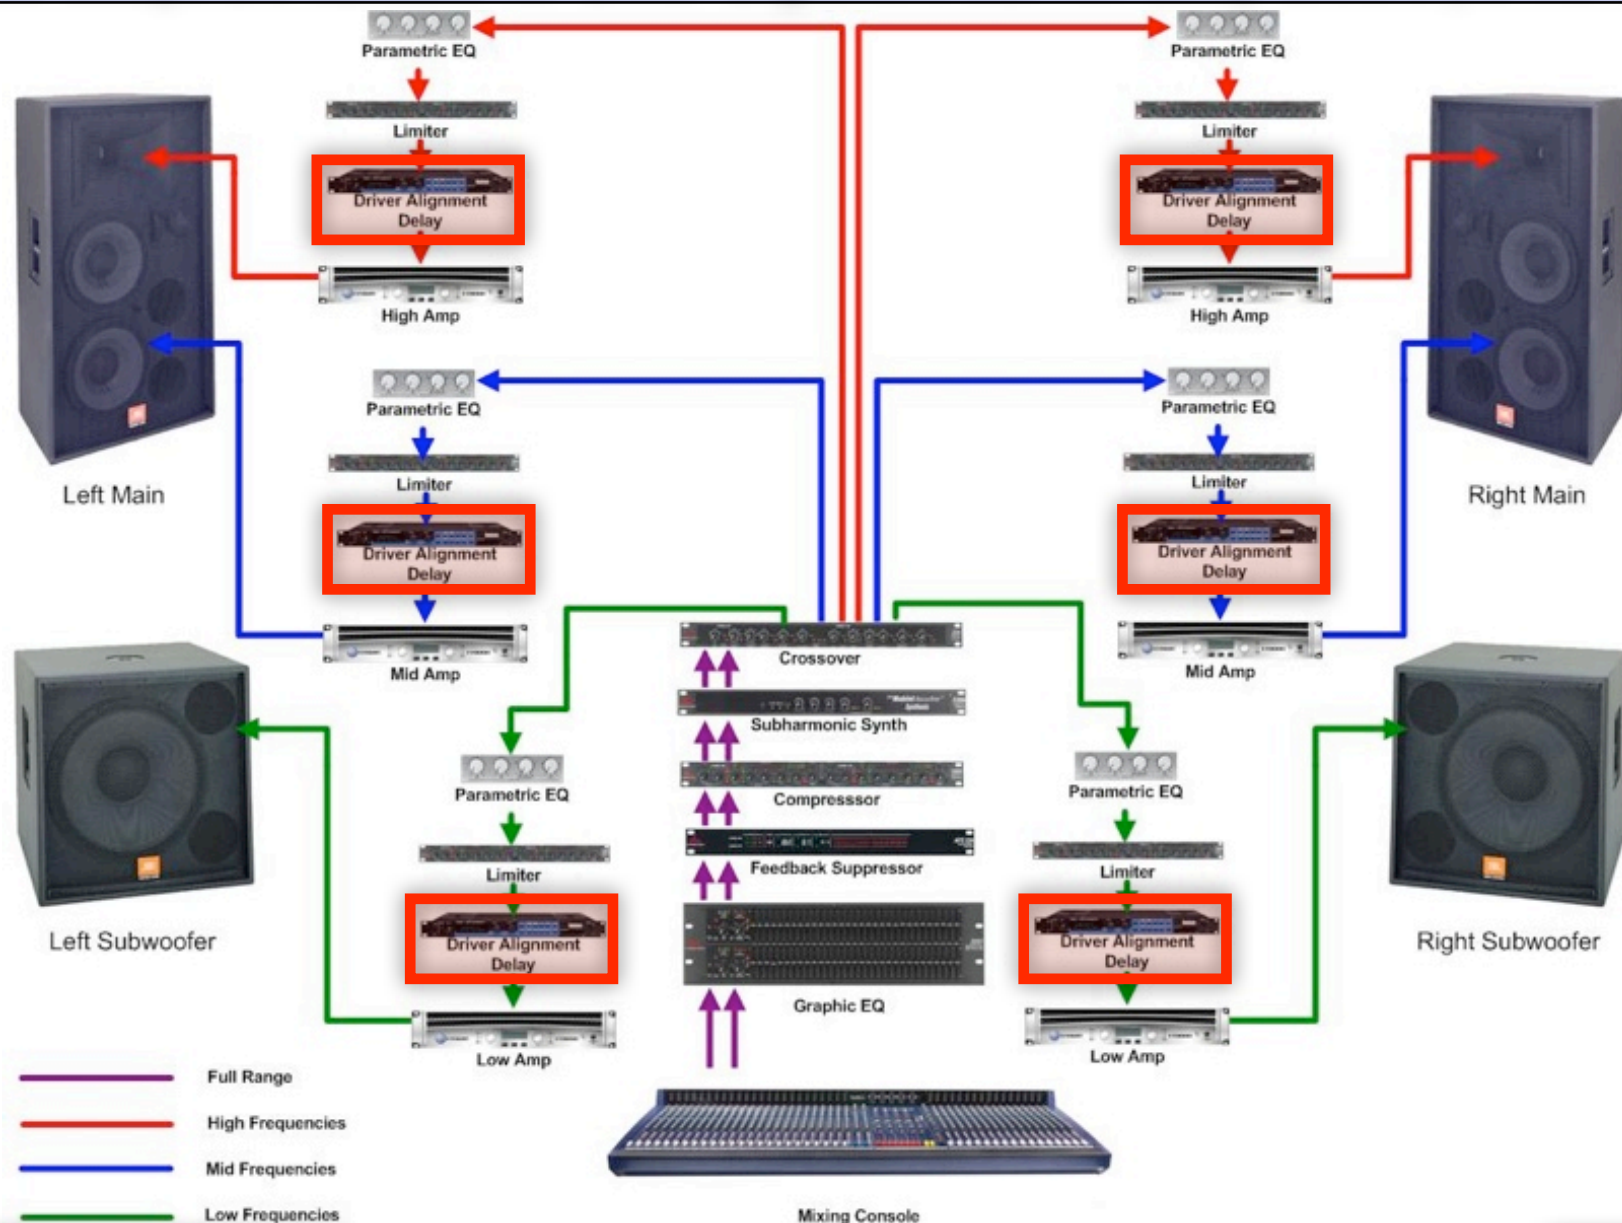 Parametric EQ
Parametric EQ
Limiter
Limiter
Driver Alignment
Delay
Driver Alignment
Delay
High Amp
High Amp
Parametric EQ
Parametric EQ
Limiter
Limiter
Left Main
Right Main
Driver Alignment
Delay
Driver Alignment
Delay
Mid Amp
Mid Amp
Crossover
Subharmonic Synth
Parametric EQ
Parametric EQ
Compresssor
Limiter
Limiter
Feedback Suppressor
Left Subwoofer
Right Subwoofer
Driver Alignment
Delay
Driver Alignment
Delay
Graphic EQ
Low Amp
Low Amp
Full Range
High Frequencies
Mid Frequencies
Low Frequencies
Mixing Console